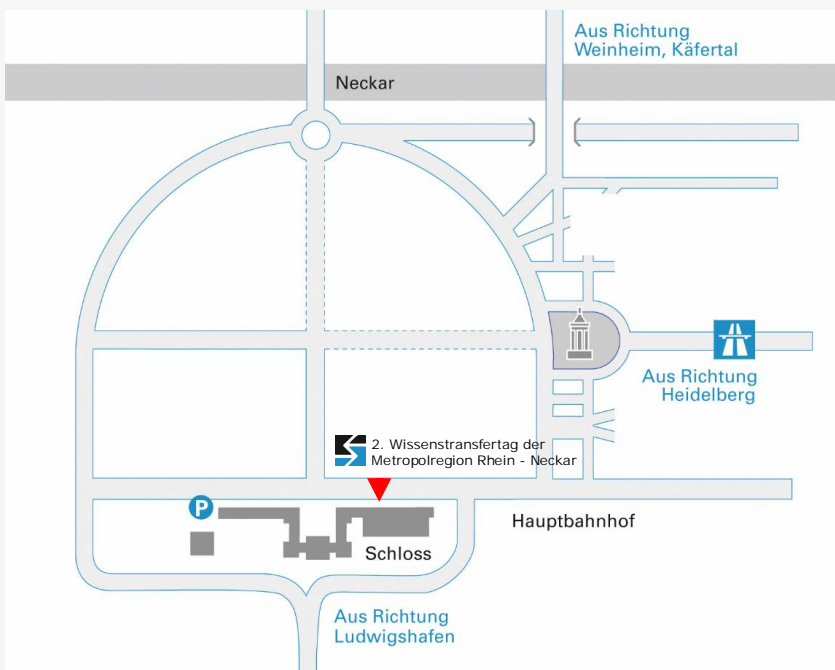 Aus Richtung
Weinheim, Käfertal
Neckar
Aus Richtung
Heidelberg
2. Wissenstransfertag der
Metropolregion Rhein - Neckar
P
Hauptbahnhof
Schloss
Aus Richtung
Ludwigshafen